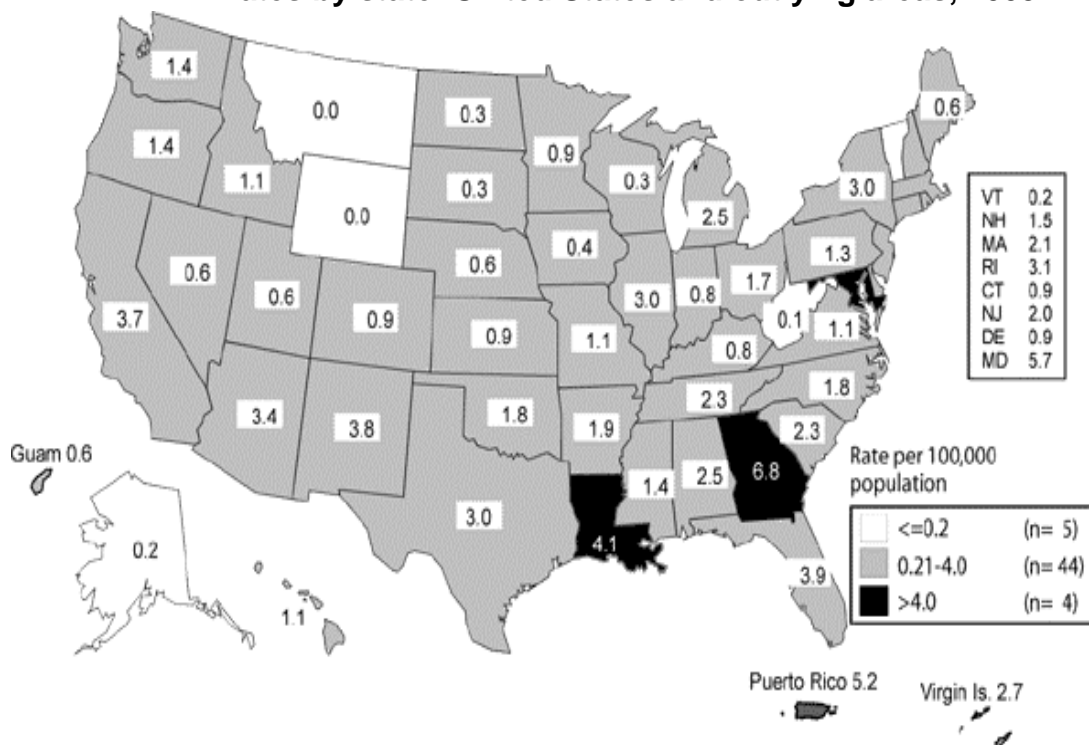 1.4
0.0
0.3
0.6
1.4
1.1
0.9
0.3
0.0
0.3
2.5
3.0
VT 0.2
NH 1.5
MA 2.1
RI 3.1
CT 0.9
NJ 2.0
DE 0.9
MD 5.7
0.6
0.6
0.6
0.4
1.3
3.7
0.9
0.9
3.0
0.8
1.7
0.1
1.1
1.1
0.8
3.4
3.8
1.8
1.9
2.3
1.8
2.3
Guam 0.6
3.0
1.4
2.5
6.8
4.1
0.2
1.1
3.9
Rate per 100,000
population
<=0.2 (n= 5)
0.21-4.0 (n= 44)
>4.0 (n= 4)
Puerto Rico 5.2
Virgin Is. 2.7